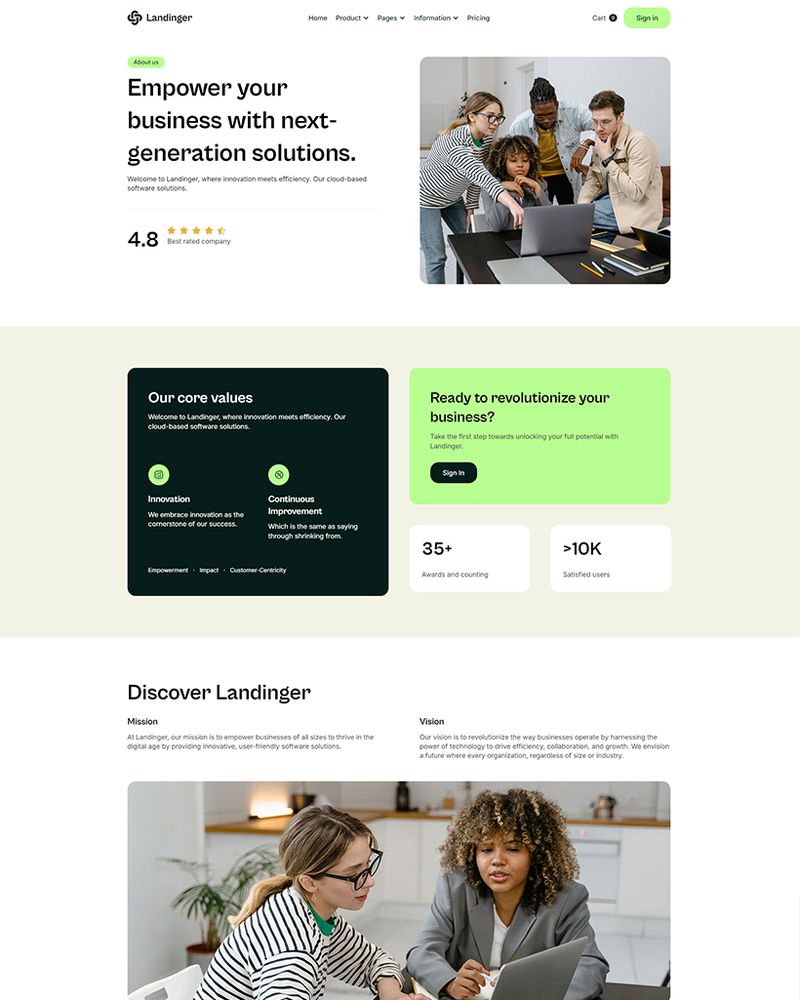 Landinger
Home Product Pages Information Pricing
Cart 0 Sign in
About us
Empower your
business with next-
generation solutions.
Welcome to Landinger, where innovation meets efficiency. Our cloud-based
software solutions.
4.8
Best rated company
Our core values
Welcome to Landinger, where innovation meets efficiency. Our
cloud-based software solutions.
Innovation
We embrace innovation as the
cornerstone of our success.
Continuous
Improvement
Which is the same as saying
through shrinking from.
Empowerment · Impact · Customer-Centricity
Ready to revolutionize your
business?
Take the first step towards unlocking your full potential with
Landinger.
Sign In
35+
Awards and counting
>10K
Satisfied users
Discover Landinger
Mission
At Landinger, our mission is to empower businesses of all sizes to thrive in the
digital age by providing innovative, user-friendly software solutions.
Vision
Our vision is to revolutionize the way businesses operate by harnessing the
power of technology to drive efficiency, collaboration, and growth. We envision
a future where every organization, regardless of size or industry.